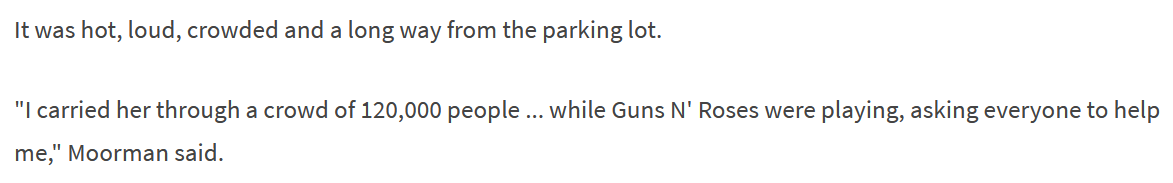 It was hot, loud, crowded and a long way from the parking lot.
"I carried her through a crowd of 120,000 people ... while Guns N' Roses were playing, asking everyone to help
me," Moorman said.